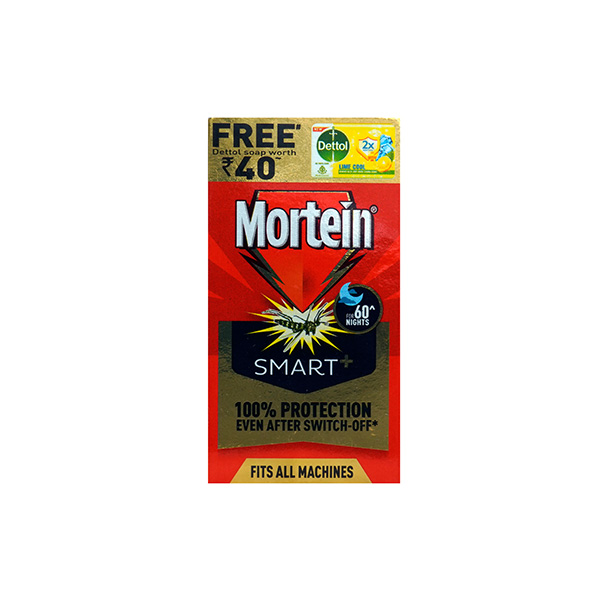 FREE#
Dettol soap worth
₹40~
Dettol
2x
LIME COOL
Mortein®
FOR 60^
NIGHTS
SMART+
100% PROTECTION
EVEN AFTER SWITCH-OFF*
FITS ALL MACHINES